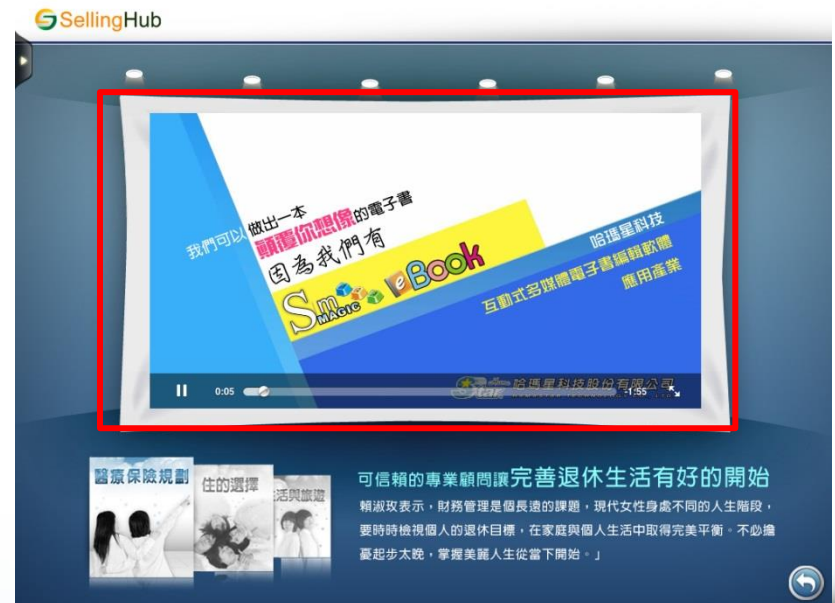 SellingHub
我們可以做出一本
顛覆你想像的電子書
因為我們有
Sm MAGIC eBook
哈瑪星科技
互動式多媒體電子書編輯軟體
應用產業
0:05
Star 哈瑪星科技股份有限公司
-1:55
醫療保險規劃
住的選擇
活與旅遊
可信賴的專業顧問讓完善退休生活有好的開始
賴淑玫表示，財務管理是個長遠的課題，現代女性身處不同的人生階段，
要時時檢視個人的退休目標，在家庭與個人生活中取得完美平衡。不必擔
憂起步太晚，掌握美麗人生從當下開始。」